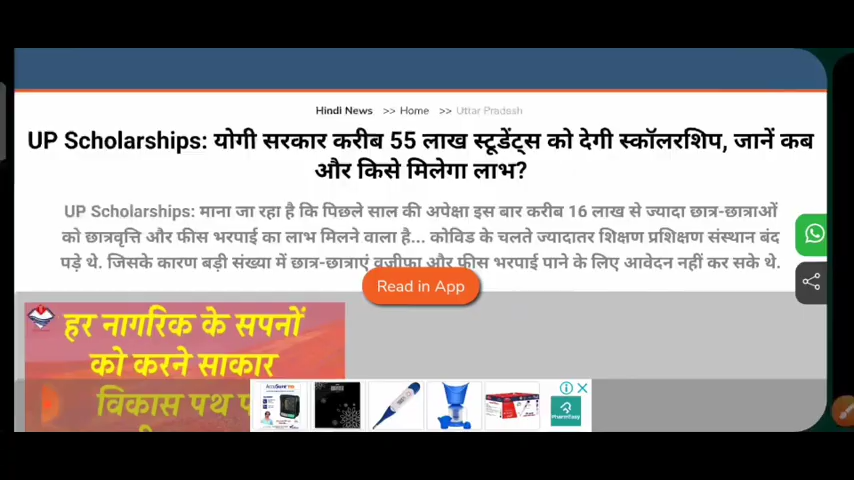 Hindi News >> Home >> Uttar Pradesh
UP Scholarships: योगी सरकार करीब 55 लाख स्टूडेंट्स को देगी स्कॉलरशिप, जानें कब
और किसे मिलेगा लाभ?
UP Scholarships: माना जा रहा है कि पिछले साल की अपेक्षा इस बार करीब 16 लाख से ज्यादा छात्र-छात्राओं
को छात्रवृत्ति और फीस भरपाई का लाभ मिलने वाला है... कोविड के चलते ज्यादातर शिक्षण प्रशिक्षण संस्थान बंद
पड़े थे. जिसके कारण बड़ी संख्या में छात्र-छात्राएं वजीफा और फीस भरपाई पाने के लिए आवेदन नहीं कर सके थे.
Read in App
हर नागरिक के सपनों
को करने साकार
विकास पथ
AccuSure
PharmEasy